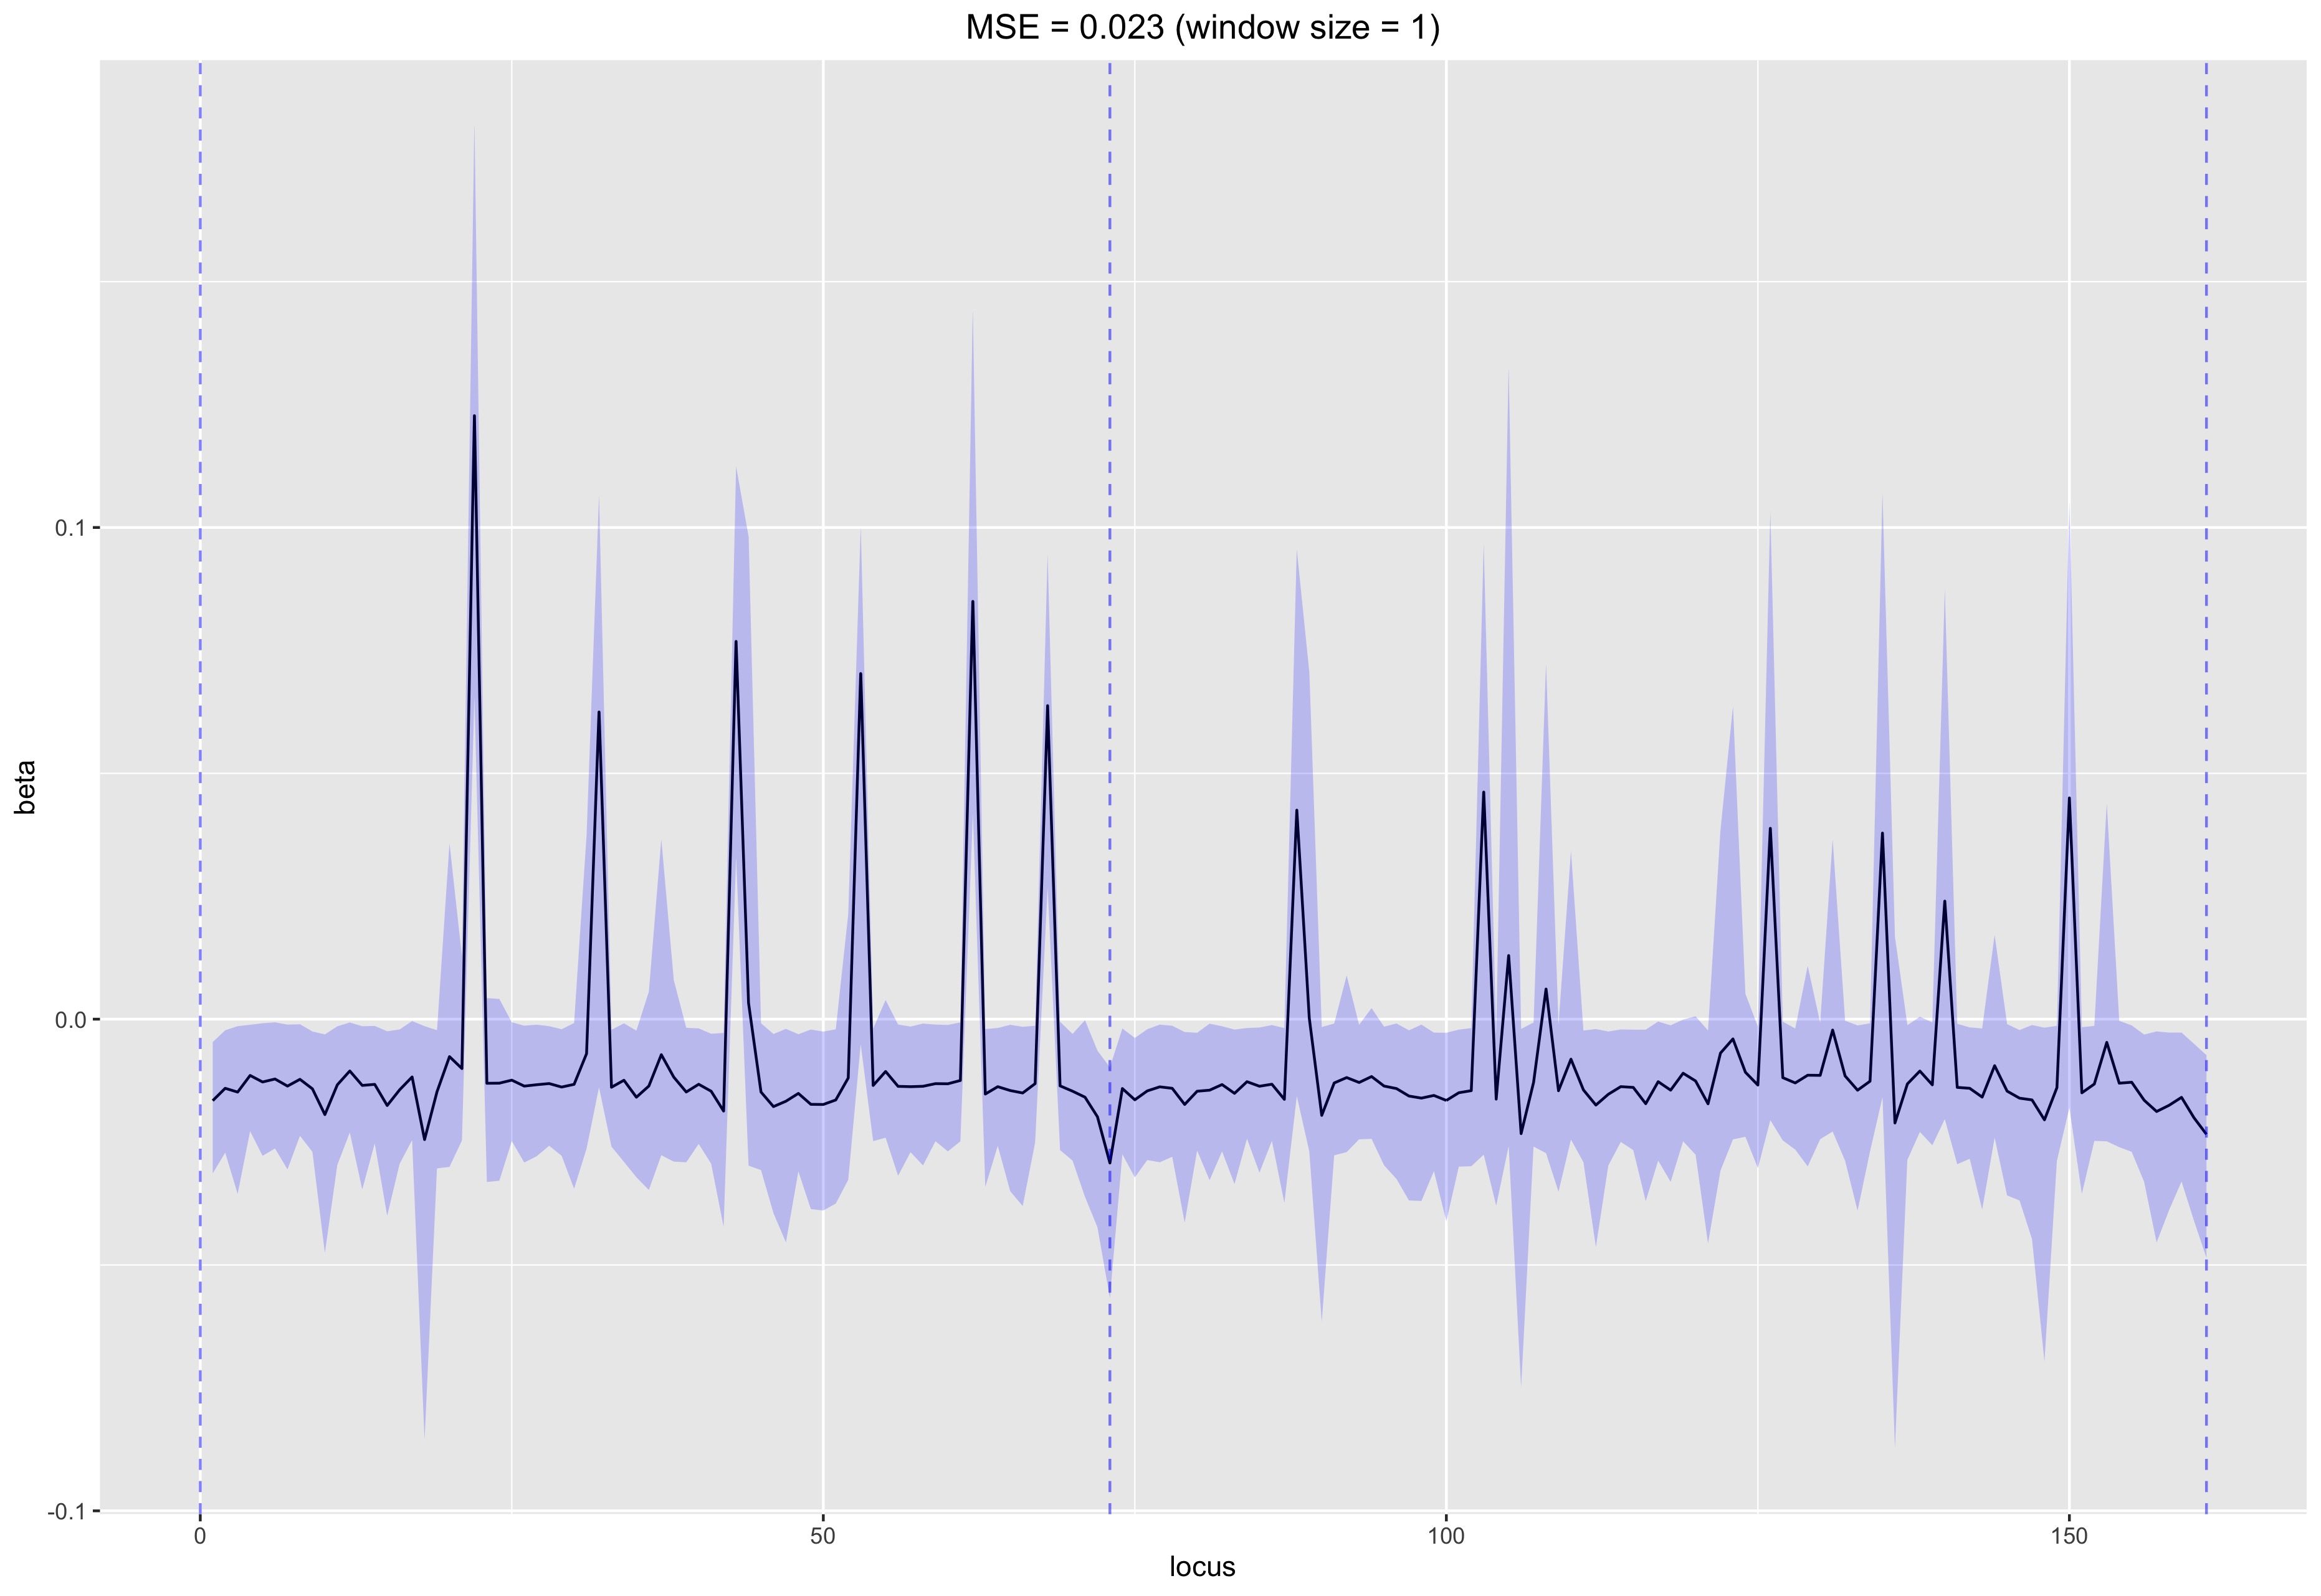 MSE = 0.023 (window size = 1)
beta
0.1
0.0
-0.1
0 50 100 150
locus